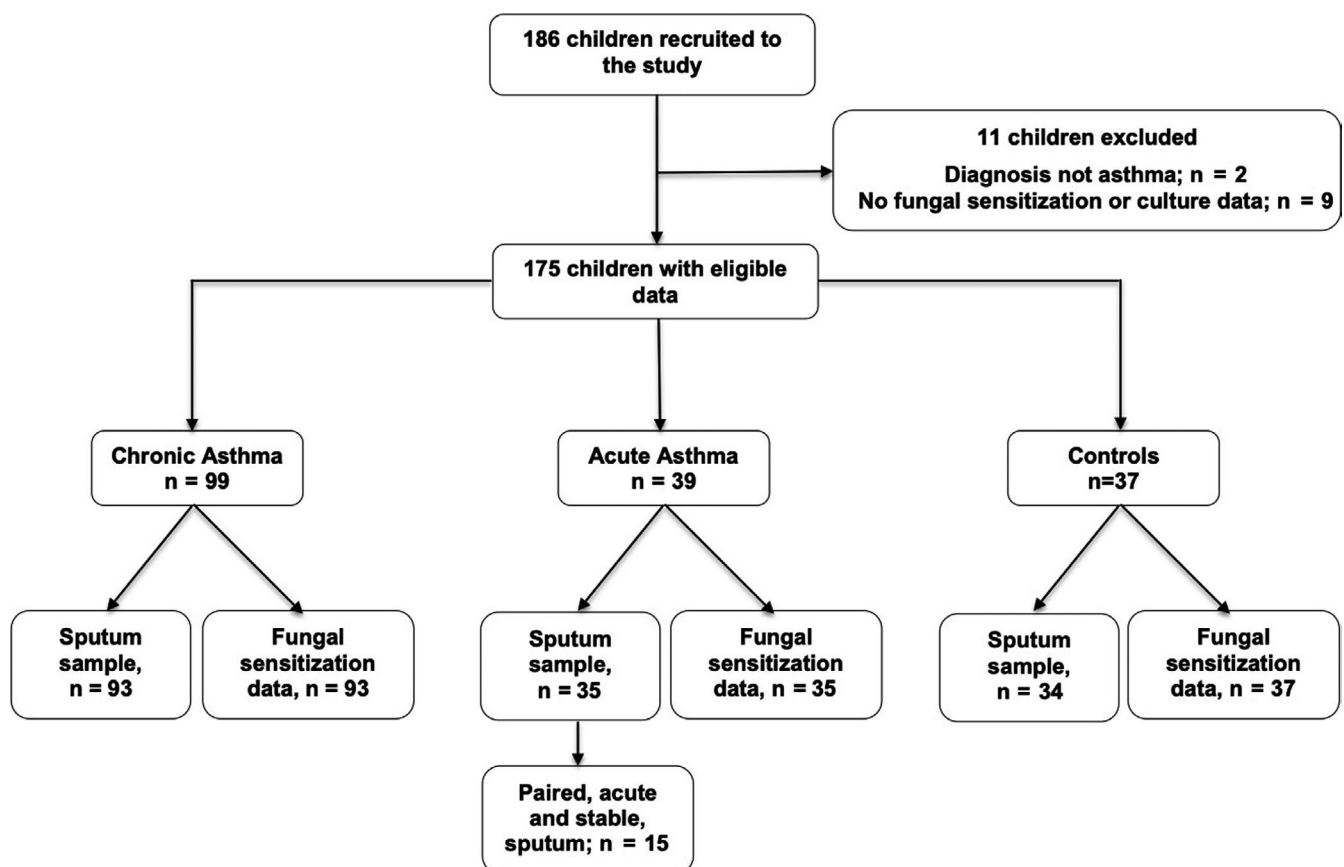 186 children recruited to
the study
11 children excluded
Diagnosis not asthma; n = 2
No fungal sensitization or culture data; n = 9
175 children with eligible
data
Chronic Asthma
n = 99
Acute Asthma
n = 39
Controls
n=37
Sputum
sample,
n = 93
Fungal
sensitization
data, n = 93
Sputum
sample,
n = 35
Fungal
sensitization
data, n = 35
Sputum
sample,
n = 34
Fungal
sensitization
data, n = 37
Paired, acute
and stable,
sputum; n = 15